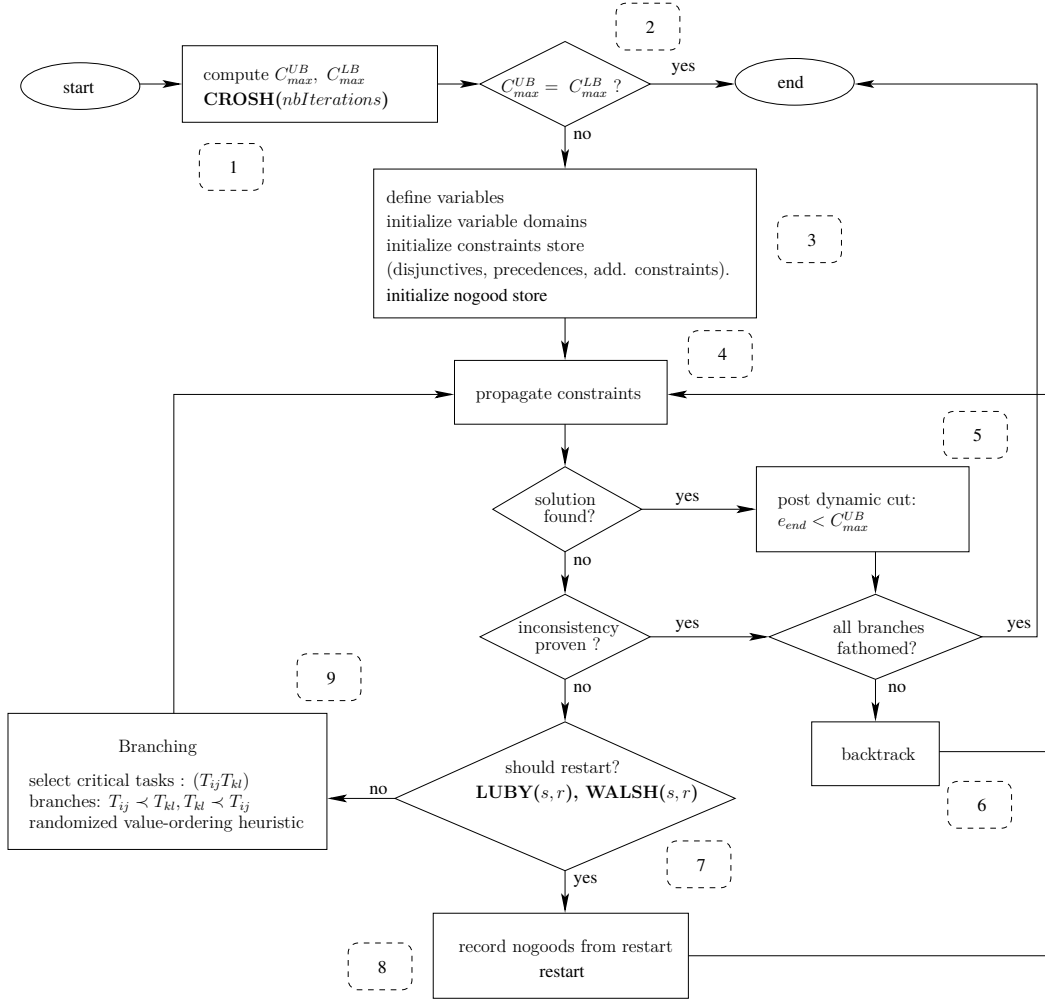 start
compute C_{max}^{UB}, C_{max}^{LB}
CROSH(nbIterations)
1
2
C_{max}^{UB} = C_{max}^{LB} ?
yes
end
no
define variables
initialize variable domains
initialize constraints store
(disjunctives, precedences, add. constraints).
initialize nogood store
3
4
propagate constraints
5
solution
found?
yes
post dynamic cut:
e_{end} < C_{max}^{UB}
no
inconsistency
proven ?
yes
all branches
fathomed?
yes
no
no
backtrack
6
9
Branching
select critical tasks : (T_{ij}T_{kl})
branches: T_{ij} ≺ T_{kl}, T_{kl} ≺ T_{ij}
randomized value-ordering heuristic
no
should restart?
LUBY(s,r), WALSH(s,r)
7
yes
8
record nogoods from restart
restart